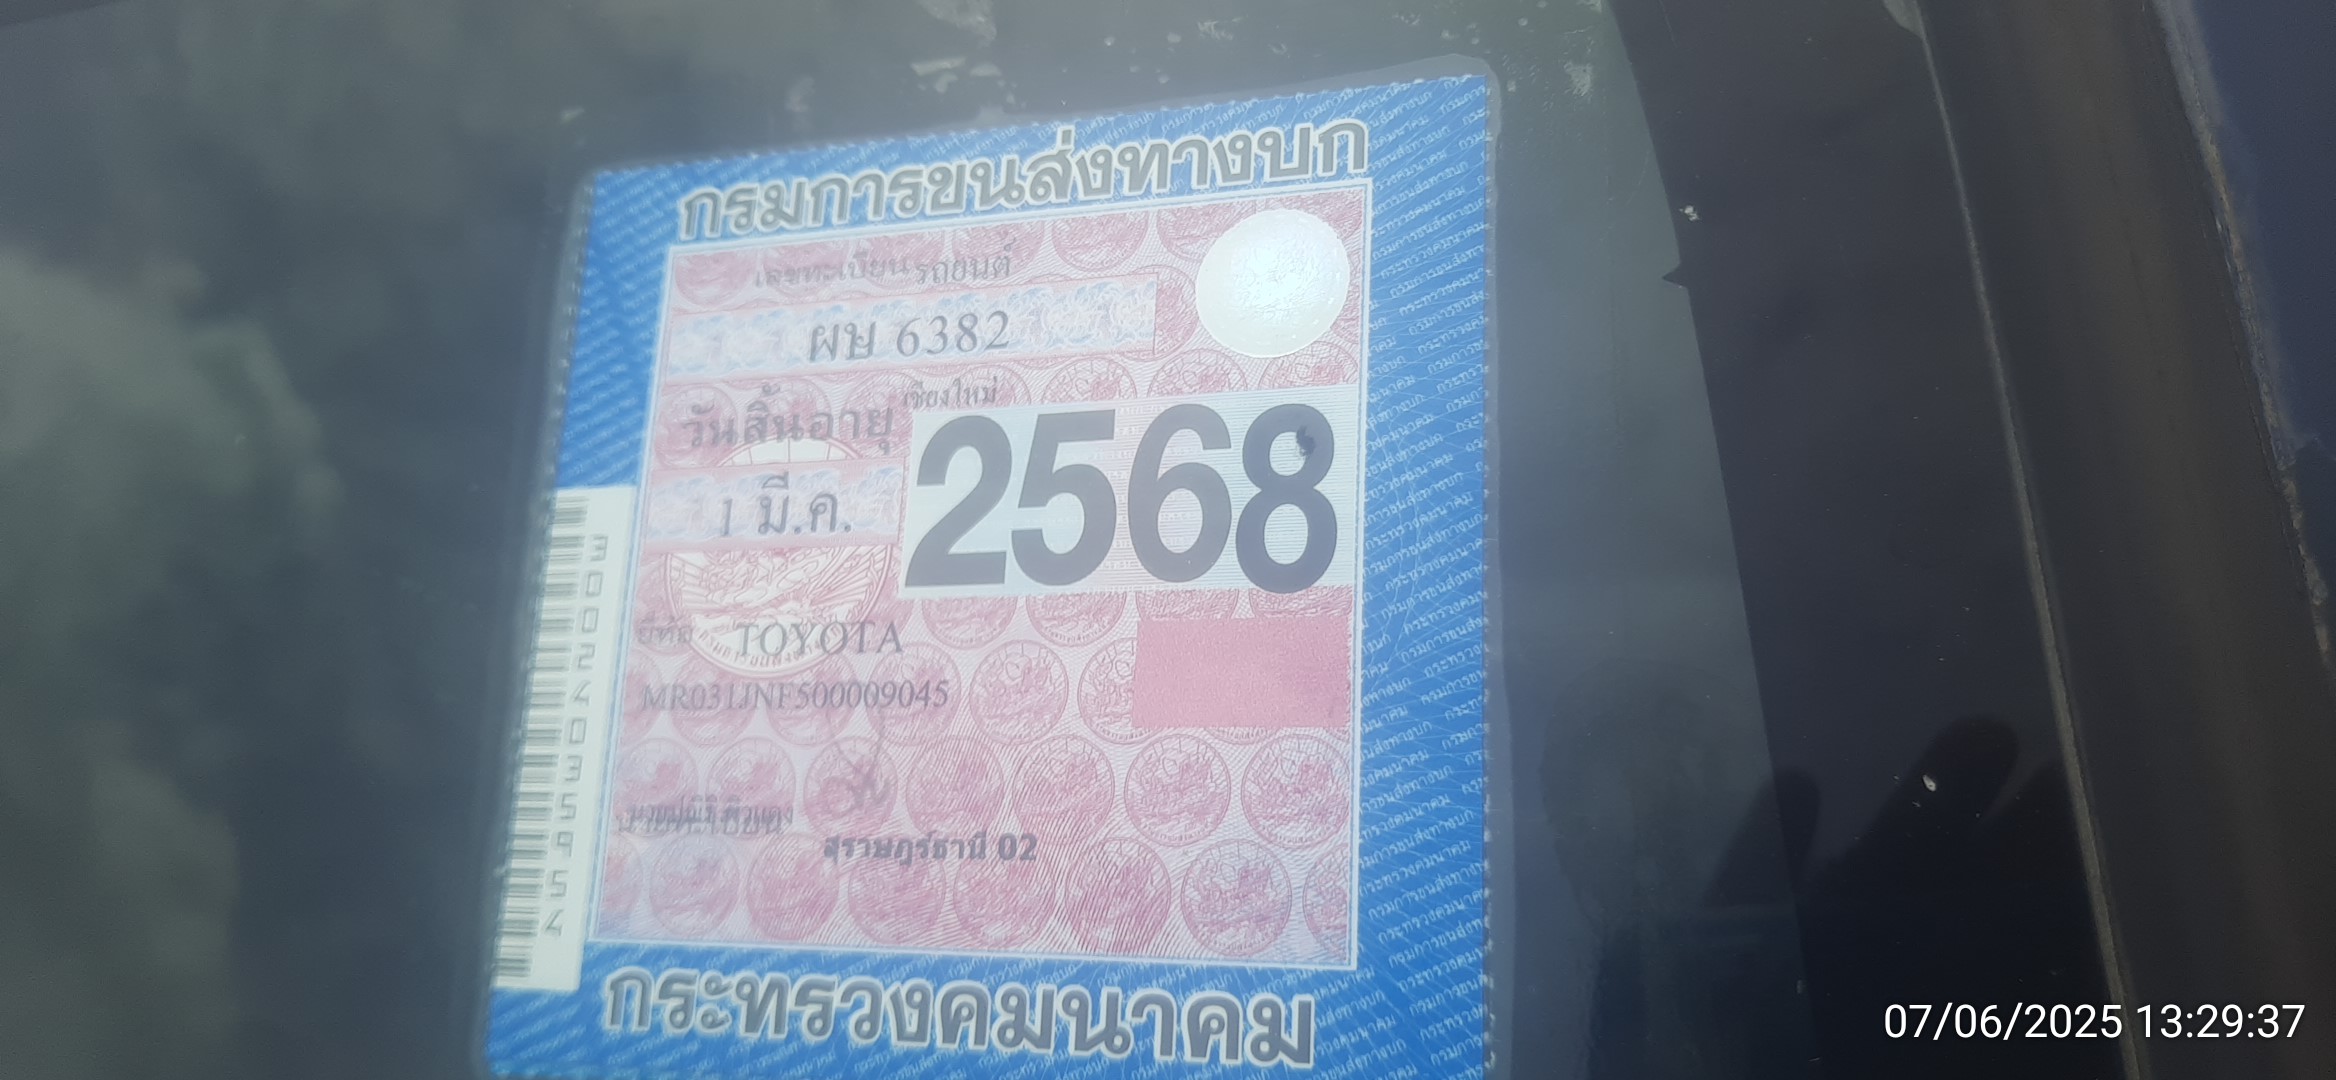 กรมการขนส่งทางบก
เลขทะเบียน รถยนต์
ผษ 6382
เชียงใหม่
วันสิ้นอายุ
1 มี.ค.
2568
ยี่ห้อ TOYOTA
MR031JNF500009045
นายทะเบียน
สุราษฎร์ธานี 02
กระทรวงคมนาคม
3002403595954
07/06/2025 13:29:37